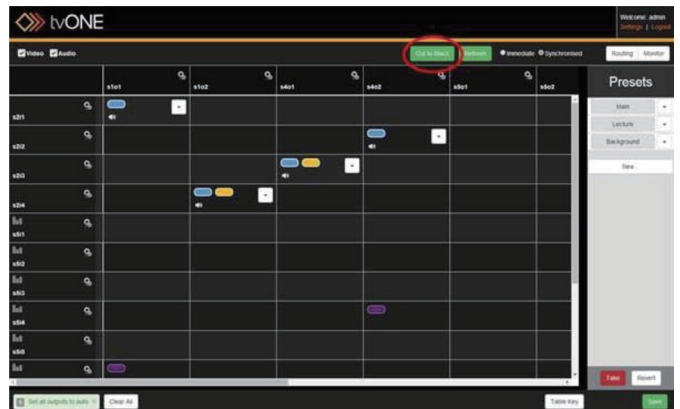 tvONE
Welcome: admin
Settings | Logout
Video Audio
Cut to Black Refresh Immediate Synchronised
Routing Monitor
s1o1 s1o2 s4o1 s4o2 s5o1 s5o2
Presets
Main
Lecture
Background
New...
s2i1
s2i2
s2i3
s2i4
s5i1
s5i2
s5i3
s5i4
s5i5
Take Revert
Set all outputs to auto
Clear All
Table Key
Save